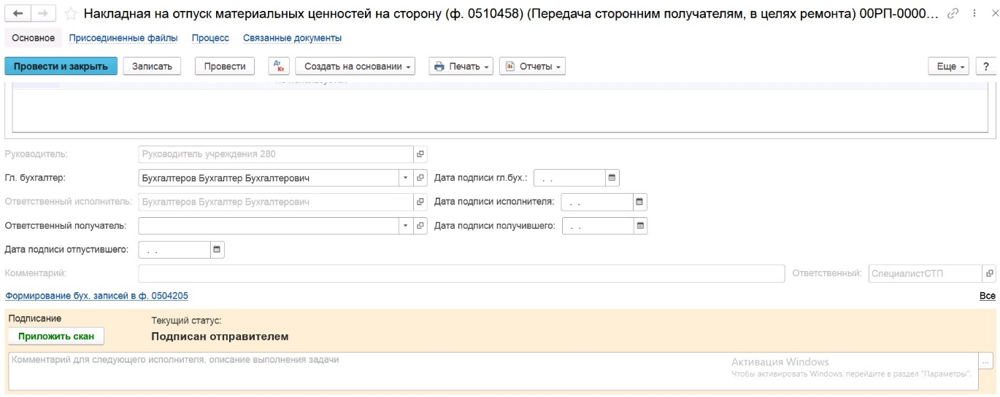 Накладная на отпуск материальных ценностей на сторону (ф. 0510458) (Передача сторонним получателям, в целях ремонта) 00РП-0000...
Основное Присоединенные файлы Процесс Связанные документы
Провести и закрыть Записать Провести Дт Кт Создать на основании Печать Отчеты Еще ?
Руководитель: Руководитель учреждения 280
Гл. бухгалтер: Бухгалтеров Бухгалтер Бухгалтерович Дата подписи гл.бух.: . .
Ответственный исполнитель: Бухгалтеров Бухгалтер Бухгалтерович Дата подписи исполнителя: . .
Ответственный получатель: Дата подписи получившего: . .
Дата подписи отпустившего: . .
Комментарий: Ответственный: СпециалистСТП
Формирование бух. записей в ф. 0504205 Все
Подписание Текущий статус:
Приложить скан Подписан отправителем
Комментарий для следующего исполнителя, описание выполнения задачи ...
Активация Windows
Чтобы активировать Windows, перейдите в раздел "Параметры".